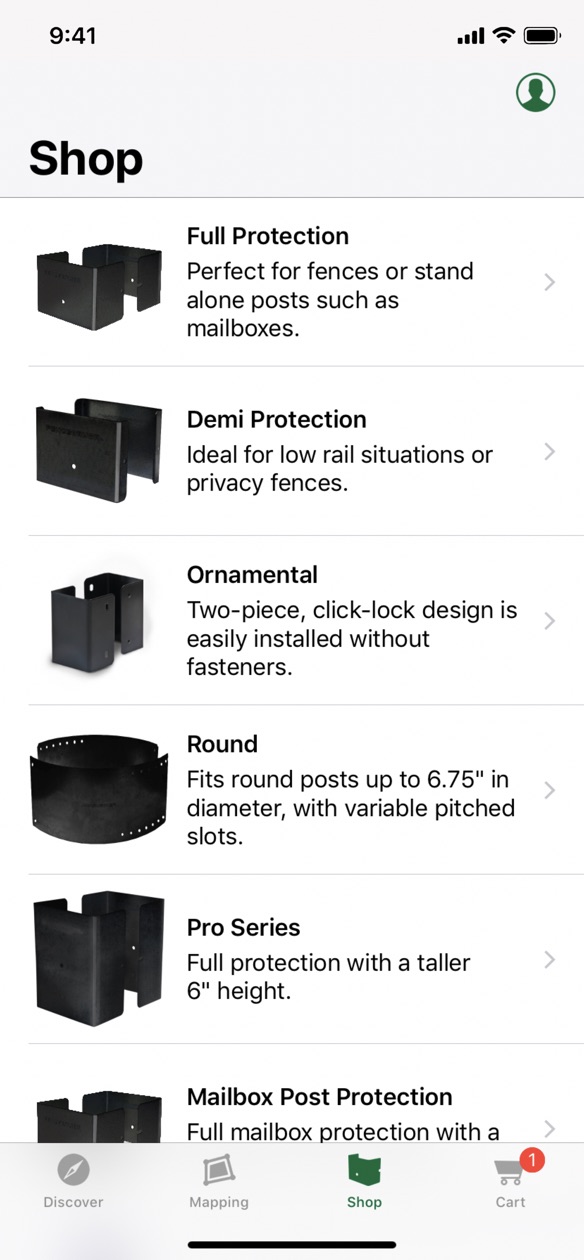 9:41
Shop
Full Protection
Perfect for fences or stand
alone posts such as
mailboxes.
Demi Protection
Ideal for low rail situations or
privacy fences.
Ornamental
Two-piece, click-lock design is
easily installed without
fasteners.
Round
Fits round posts up to 6.75" in
diameter, with variable pitched
slots.
Pro Series
Full protection with a taller
6" height.
Mailbox Post Protection
Full mailbox protection with a
1
Discover
Mapping
Shop
Cart